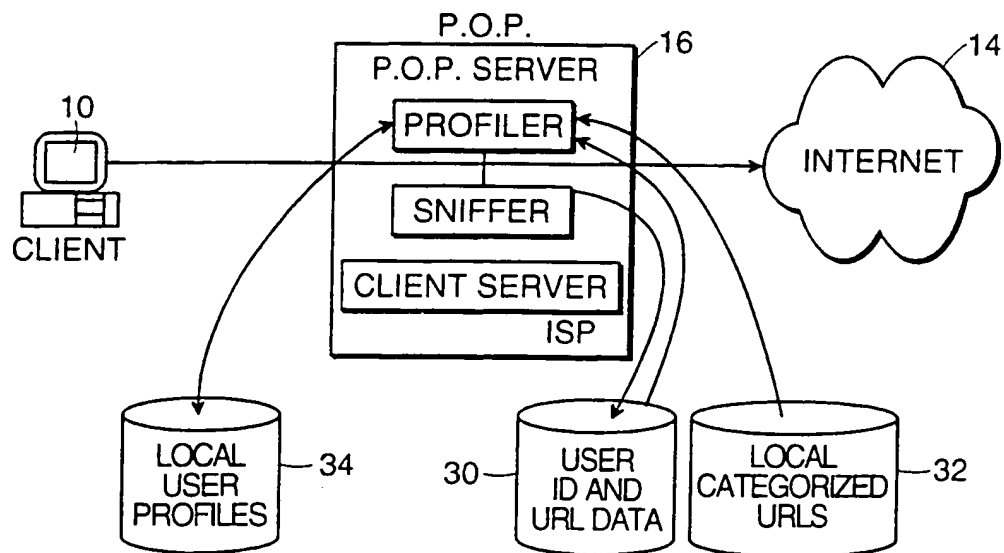 P.O.P.
16
P.O.P. SERVER
14
10
PROFILER
INTERNET
SNIFFER
CLIENT
CLIENT SERVER
ISP
LOCAL
USER
PROFILES
34
30
USER
ID AND
URL DATA
LOCAL
CATEGORIZED
URLS
32